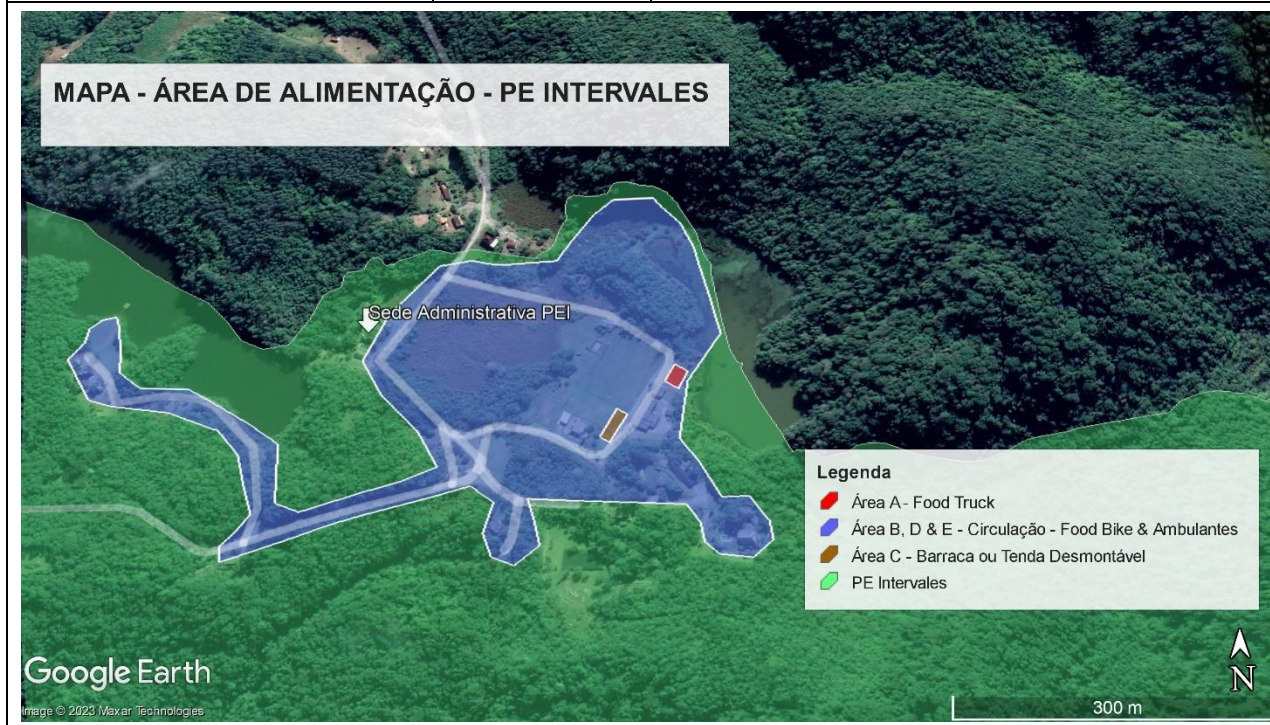 MAPA - ÁREA DE ALIMENTAÇÃO - PE INTERVALES
Sede Administrativa PEI
Legenda
Área A - Food Truck
Área B, D & E - Circulação - Food Bike & Ambulantes
Área C - Barraca ou Tenda Desmontável
PE Intervales
Google Earth
Image © 2023 Maxar Technologies
N
300 m